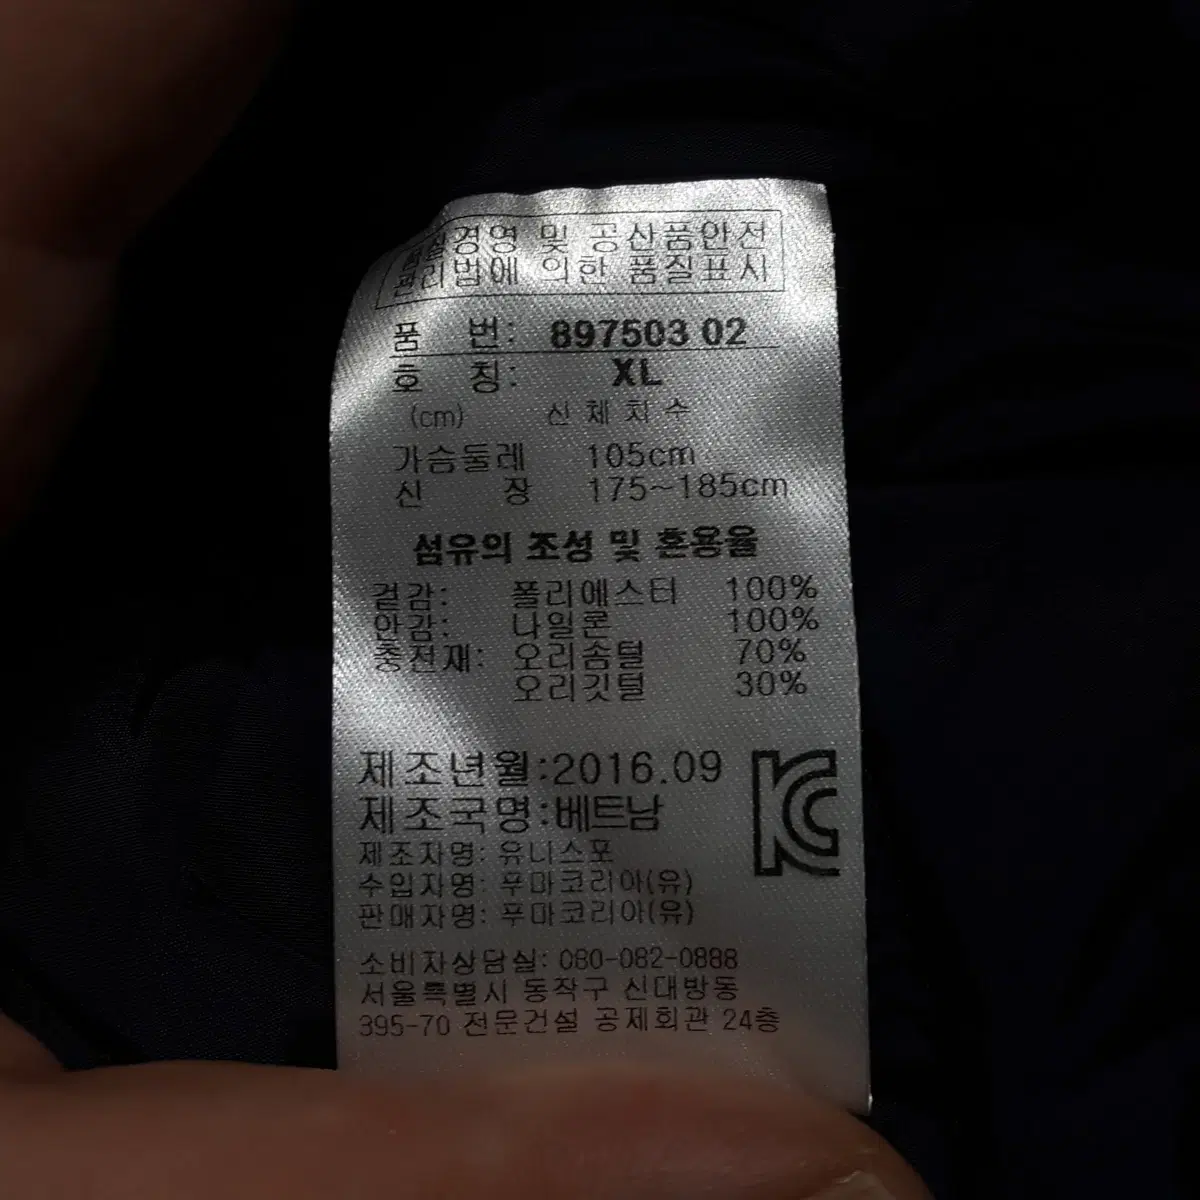 품질경영 및 공산품안전
관리법에 의한 품질표시
품 번: 897503 02
호 칭: XL
(cm) 신체치수
가슴둘레 105cm
신 장 175~185cm
섬유의 조성 및 혼용율
겉감: 폴리에스터 100%
안감: 나일론 100%
충전재: 오리솜털 70%
오리깃털 30%
제조년월:2016.09
제조국명:베트남
제조자명: 유니스포
수입자명: 푸마코리아(유)
판매자명: 푸마코리아(유)
소비자상담실: 080-082-0888
서울특별시 동작구 신대방동
395-70 전문건설 공제회관 24층
KC